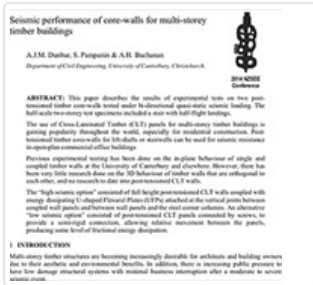 Seismic performance of core-walls for multi-storey
timber buildings
A.J.M. Dunbar, S. Pampanin & A.H. Buchanan
Department of Civil Engineering, University of Canterbury, Christchurch.
2014 NZSEE
Conference
ABSTRACT: This paper describes the results of experimental tests on two post-
tensioned timber core-walls tested under bi-directional quasi-static seismic loading. The
half-scale two-storey test specimens included a stair with half-flight landings.
The use of Cross-Laminated Timber (CLT) panels for multi-storey timber buildings is
gaining popularity throughout the world, especially for residential construction. Post-
tensioned timber core-walls for lift-shafts or stairwells can be used for seismic resistance
in open-plan commercial office buildings
Previous experimental testing has been done on the in-plane behaviour of single and
coupled timber walls at the University of Canterbury and elsewhere. However, there has
been very little research done on the 3D behaviour of timber walls that are orthogonal to
each other, and no research to date into post-tensioned CLT walls.
The "high seismic option" consisted of full height post-tensioned CLT walls coupled with
energy dissipating U-shaped Flexural Plates (UFPs) attached at the vertical joints between
coupled wall panels and between wall panels and the steel corner columns. An alternative
"low seismic option" consisted of post-tensioned CLT panels connected by screws, to
provide a semi-rigid connection, allowing relative movement between the panels,
producing some level of frictional energy dissipation.
1 INTRODUCTION
Multi-storey timber structures are becoming increasingly desirable for architects and building owners
due to their aesthetic and environmental benefits. In addition, there is increasing public pressure to
have low damage structural systems with minimal business interruption after a moderate to severe
seismic event.